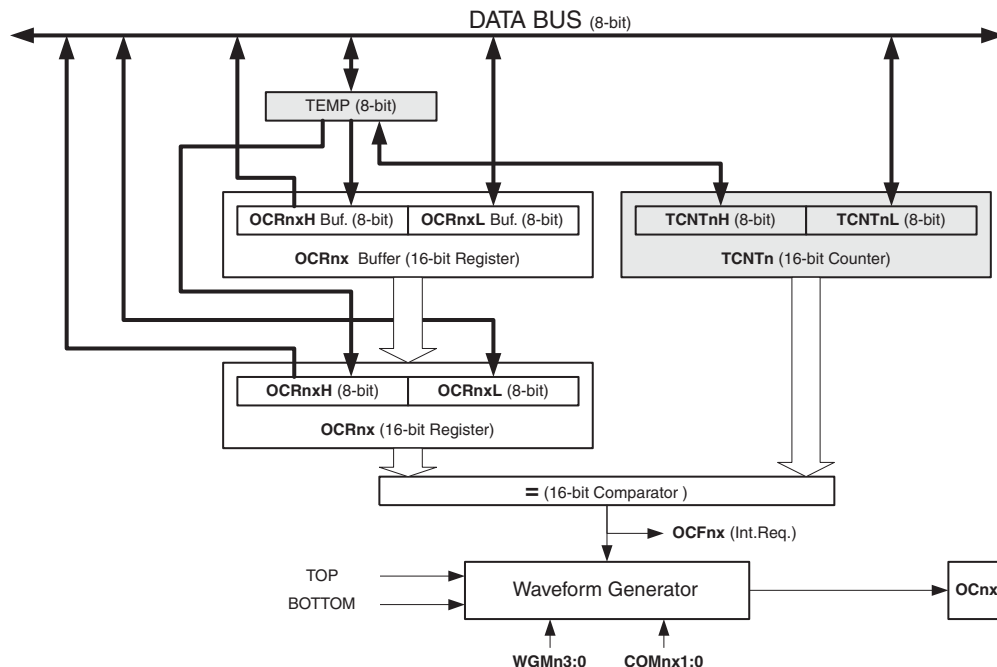 DATA BUS (8-bit)
TEMP (8-bit)
OCRnxH Buf. (8-bit) OCRnxL Buf. (8-bit)
OCRnx Buffer (16-bit Register)
TCNTnH (8-bit) TCNTnL (8-bit)
TCNTn (16-bit Counter)
OCRnxH (8-bit) OCRnxL (8-bit)
OCRnx (16-bit Register)
= (16-bit Comparator )
OCFnx (Int.Req.)
TOP
BOTTOM
Waveform Generator
OCnx
WGMn3:0 COMnx1:0